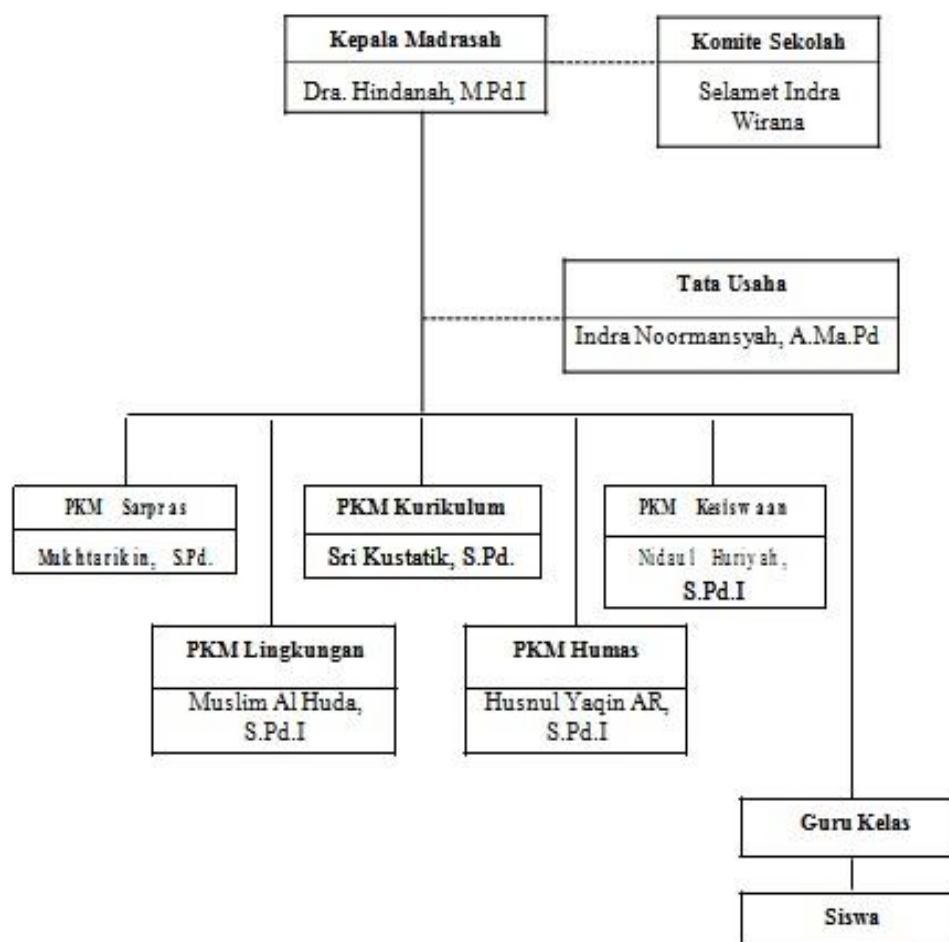 Kepala Madrasah
Dra. Hindanah, M.Pd.I
Komite Sekolah
Selamet Indra
Wirana
Tata Usaha
Indra Noormansyah, A.Ma.Pd
PKM Sarpras
Mukhtarikin, S.Pd.
PKM Kurikulum
Sri Kustatik, S.Pd.
PKM Kesiswaan
Nidaul Huriyah,
S.Pd.I
PKM Lingkungan
Muslim Al Huda,
S.Pd.I
PKM Humas
Husnul Yaqin AR,
S.Pd.I
Guru Kelas
Siswa